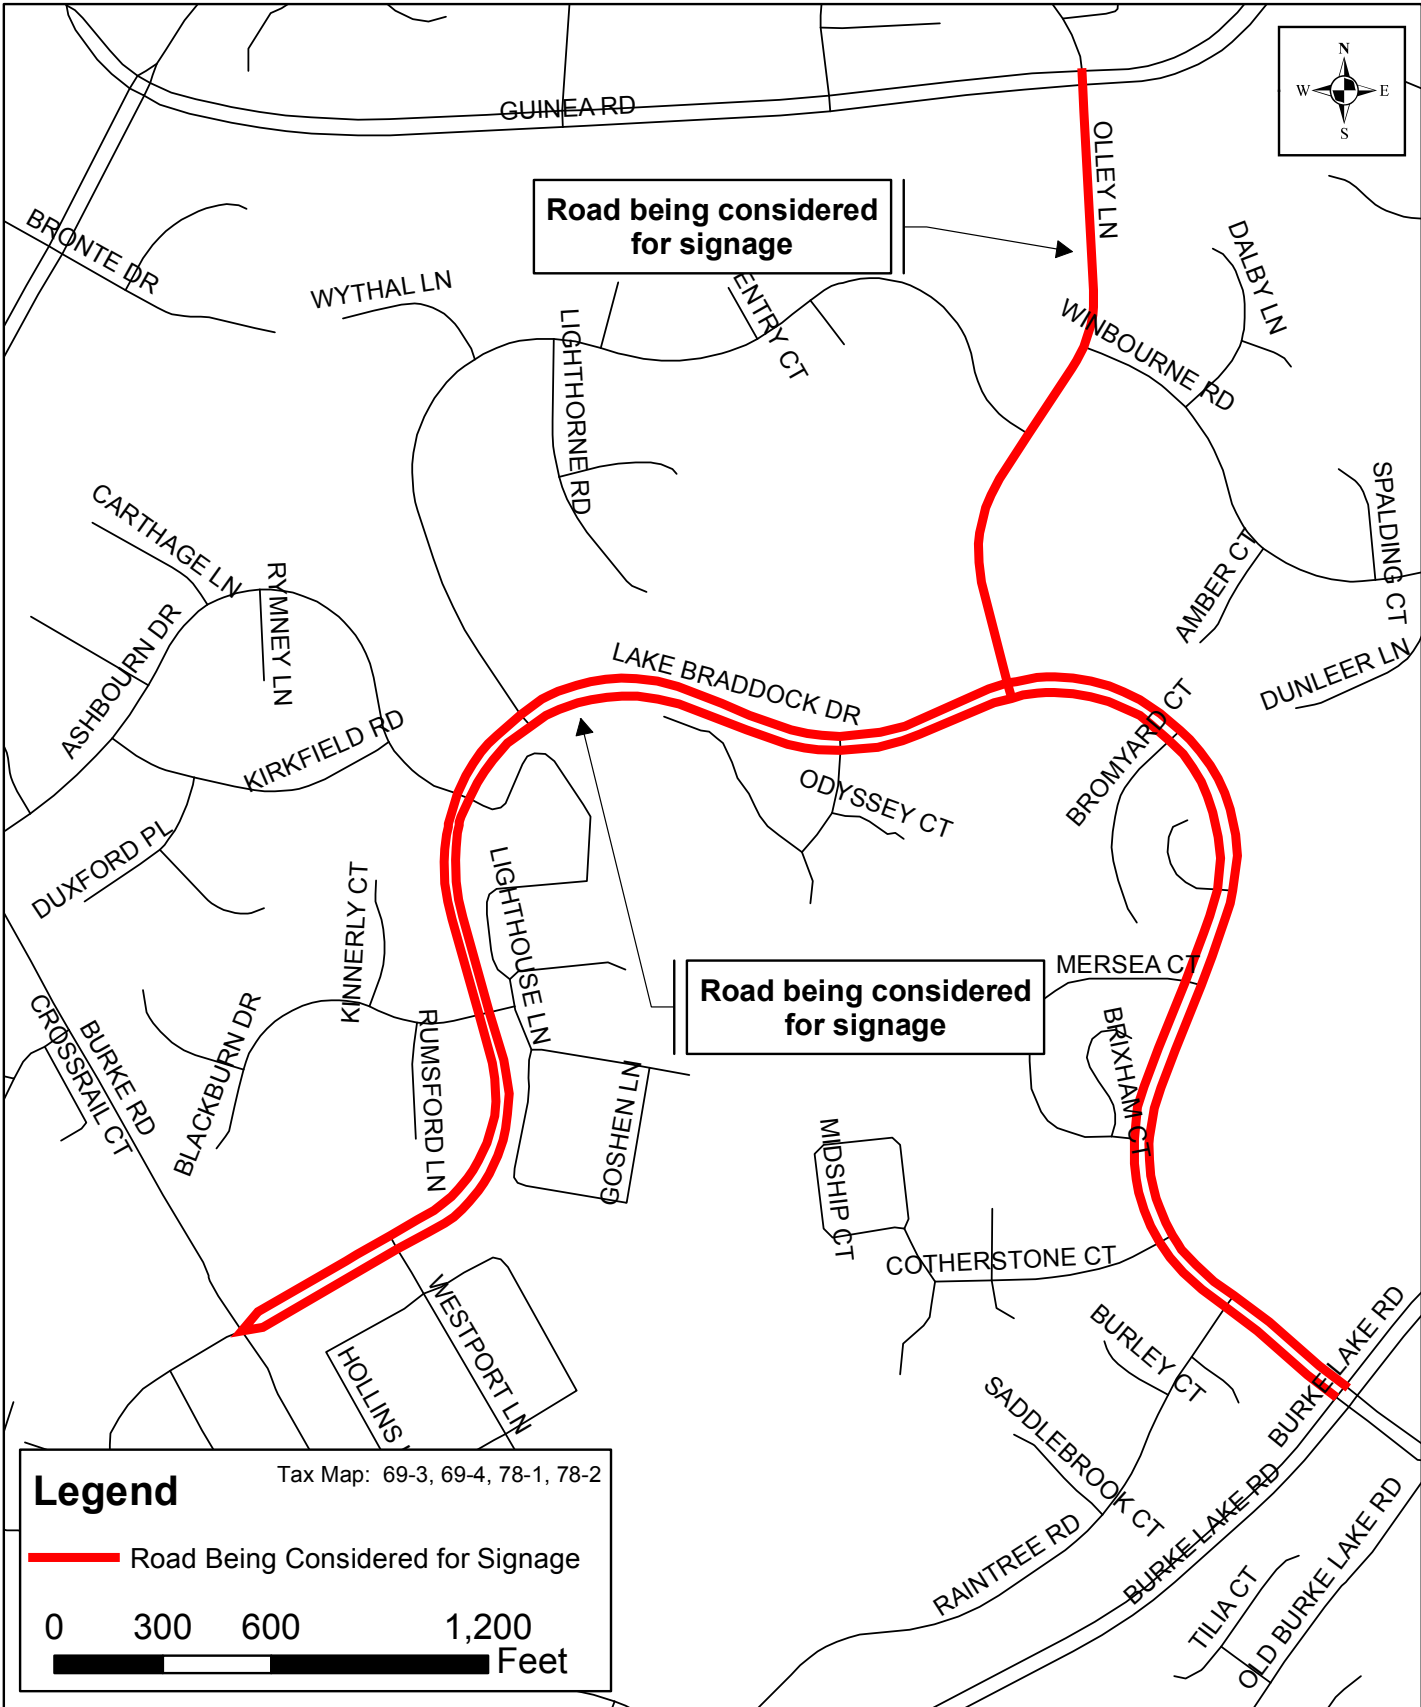 GUINEA RD
N
W
E
S
OLLEY LN
Road being considered
for signage
BRONTE DR
WYTHAL LN
ENTRY CT
DALBY LN
LIGHTHORNE RD
WINBOURNE RD
CARTHAGE LN
SPALDING CT
RYMNEY LN
AMBER CT
ASHBOURN DR
LAKE BRADDOCK DR
DUNLEER LN
KIRKFIELD RD
BROMYARD CT
ODYSSEY CT
DUXFORD PL
LIGHTHOUSE LN
KINNERLY CT
MERSEA CT
Road being considered
for signage
CROSSRAIL CT
BURKE RD
BLACKBURN DR
RUMSFORD LN
BRIXHAM CT
GOSHEN LN
MIDSHIP CT
COTHERSTONE CT
WESTPORT LN
HOLLINS
BURLEY CT
BURKE LAKE RD
SADDLEBROOK CT
BURKE LAKE RD
RAINTREE RD
TILIA CT
OLD BURKE LAKE RD
Legend
Tax Map: 69-3, 69-4, 78-1, 78-2
Road Being Considered for Signage
0 300 600 1,200
Feet